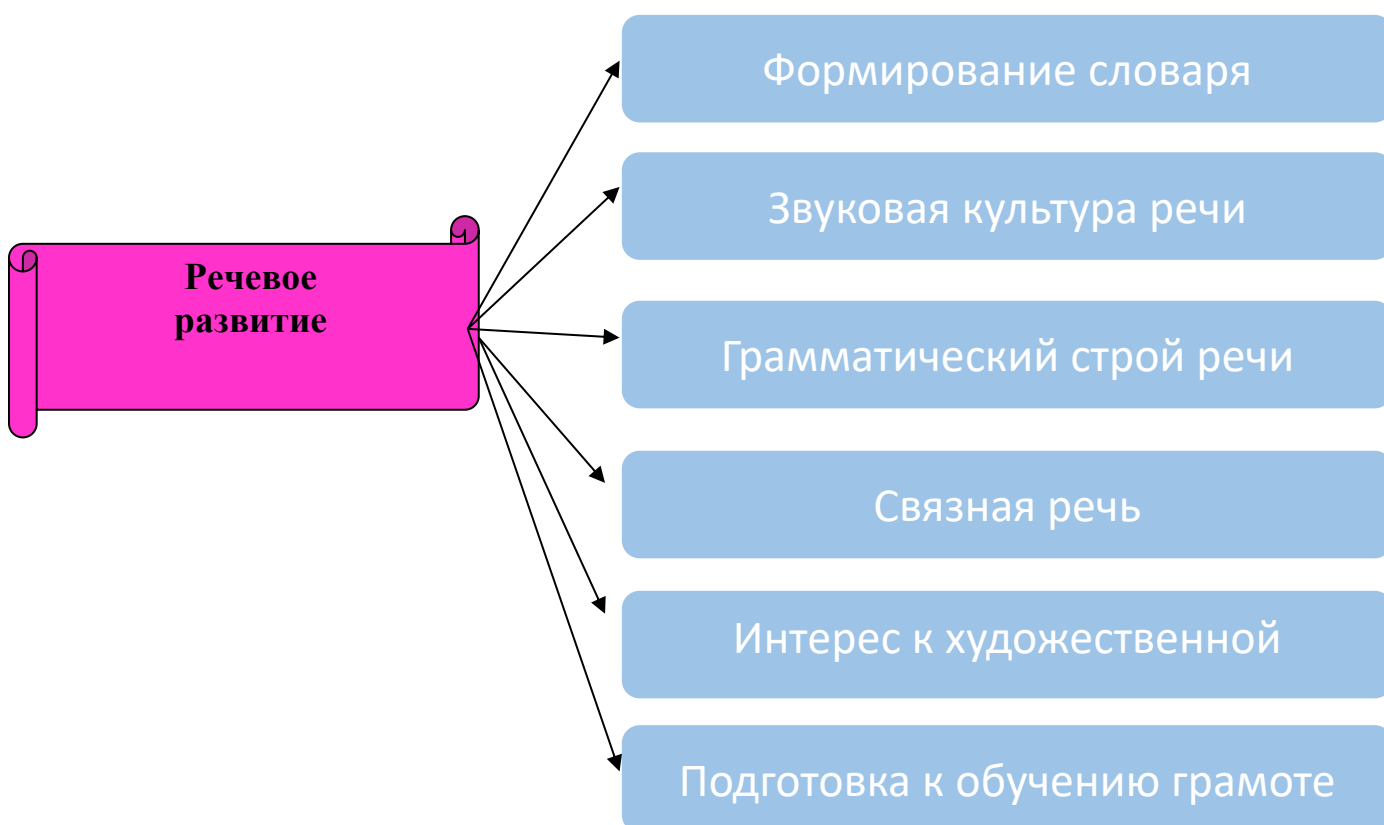 Речевое
развитие
Формирование словаря
Звуковая культура речи
Грамматический строй речи
Связная речь
Интерес к художественной
Подготовка к обучению грамоте